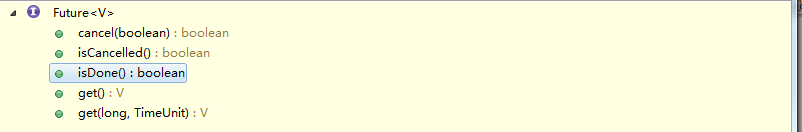 Future<V>
cancel(boolean) : boolean
isCancelled() : boolean
isDone() : boolean
get() : V
get(long, TimeUnit) : V